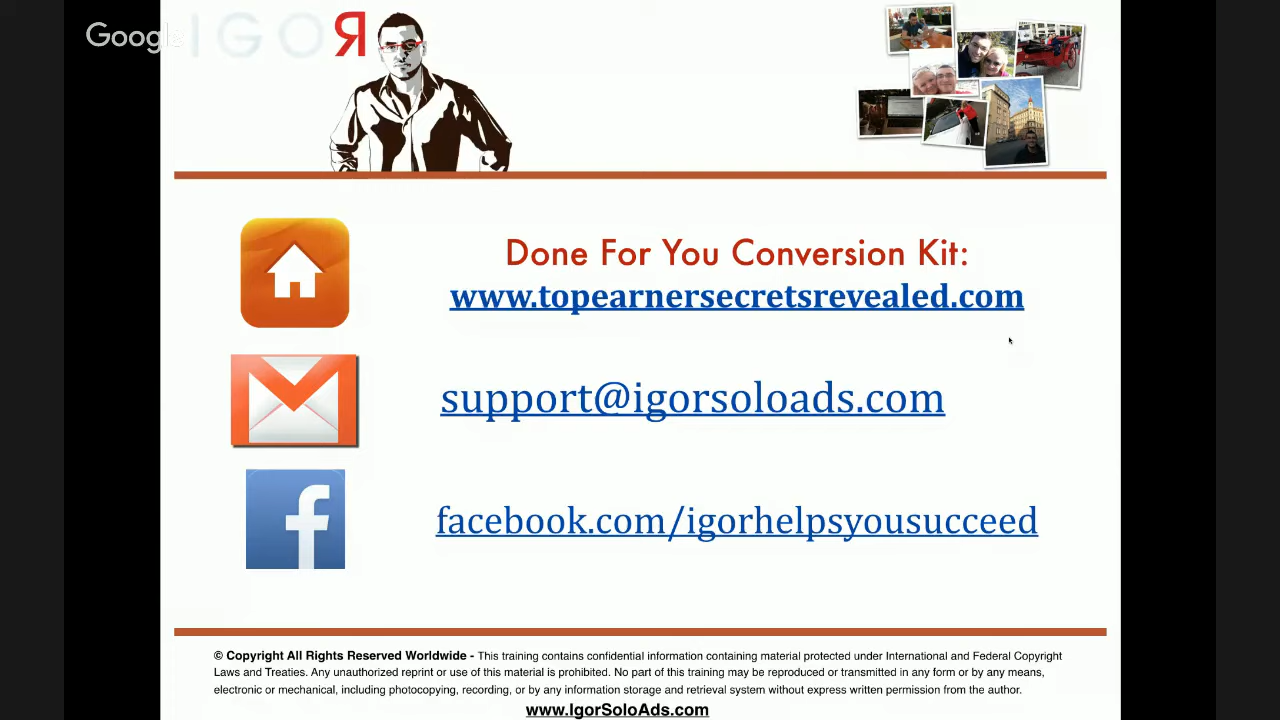 Google
IGOЯ
Done For You Conversion Kit:
www.topearnersecretsrevealed.com
support@igorsoloads.com
facebook.com/igorhelpsyousucceed
© Copyright All Rights Reserved Worldwide - This training contains confidential information containing material protected under International and Federal Copyright
Laws and Treaties. Any unauthorized reprint or use of this material is prohibited. No part of this training may be reproduced or transmitted in any form or by any means,
electronic or mechanical, including photocopying, recording, or by any information storage and retrieval system without express written permission from the author.
www.IgorSoloAds.com